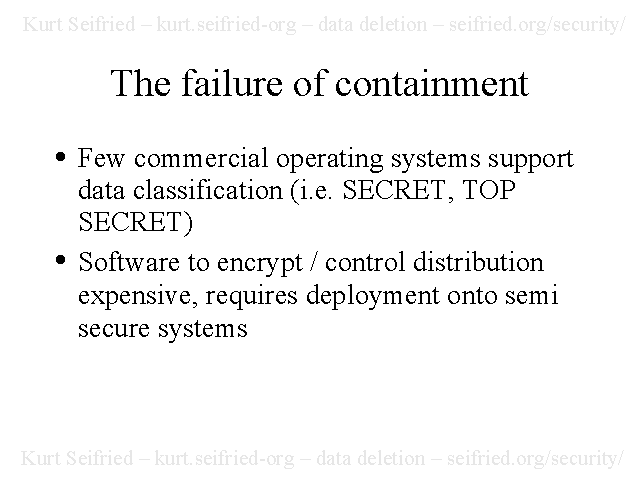 Kurt Seifried – kurt.seifried-org – data deletion – seifried.org/security/
The failure of containment
• Few commercial operating systems support
data classification (i.e. SECRET, TOP
SECRET)
• Software to encrypt / control distribution
expensive, requires deployment onto semi
secure systems
Kurt Seifried – kurt.seifried-org – data deletion – seifried.org/security/